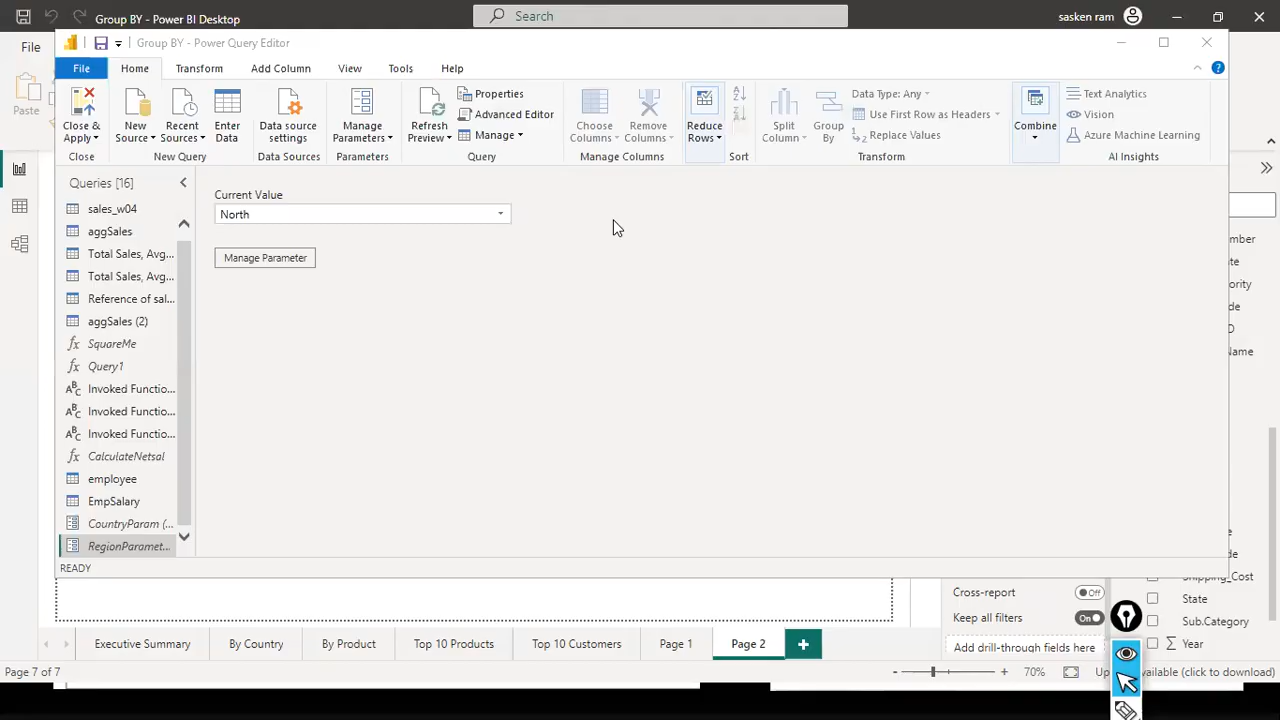 Group BY - Power BI Desktop
Search
sasken ram
File
Paste
Group BY - Power Query Editor
File
Home
Transform
Add Column
View
Tools
Help
Close &
Apply
Close
New
Source
Recent
Sources
Enter
Data
New Query
Data source
settings
Data Sources
Manage
Parameters
Parameters
Refresh
Preview
Properties
Advanced Editor
Manage
Query
Choose
Columns
Remove
Columns
Manage Columns
Reduce
Rows
Sort
Split
Column
Group
By
Data Type: Any
Use First Row as Headers
Replace Values
Transform
Combine
Text Analytics
Vision
Azure Machine Learning
AI Insights
Queries [16]
sales_w04
aggSales
Total Sales, Avg...
Total Sales, Avg...
Reference of sal...
aggSales (2)
SquareMe
Query1
Invoked Functio...
Invoked Functio...
Invoked Functio...
CalculateNetsal
employee
EmpSalary
CountryParam (...
RegionParamet...
Current Value
North
Manage Parameter
READY
Cross-report
Off
Keep all filters
On
Add drill-through fields here
Shipping_Cost
State
Sub.Category
Year
Executive Summary
By Country
By Product
Top 10 Products
Top 10 Customers
Page 1
Page 2
Page 7 of 7
70%
available (click to download)